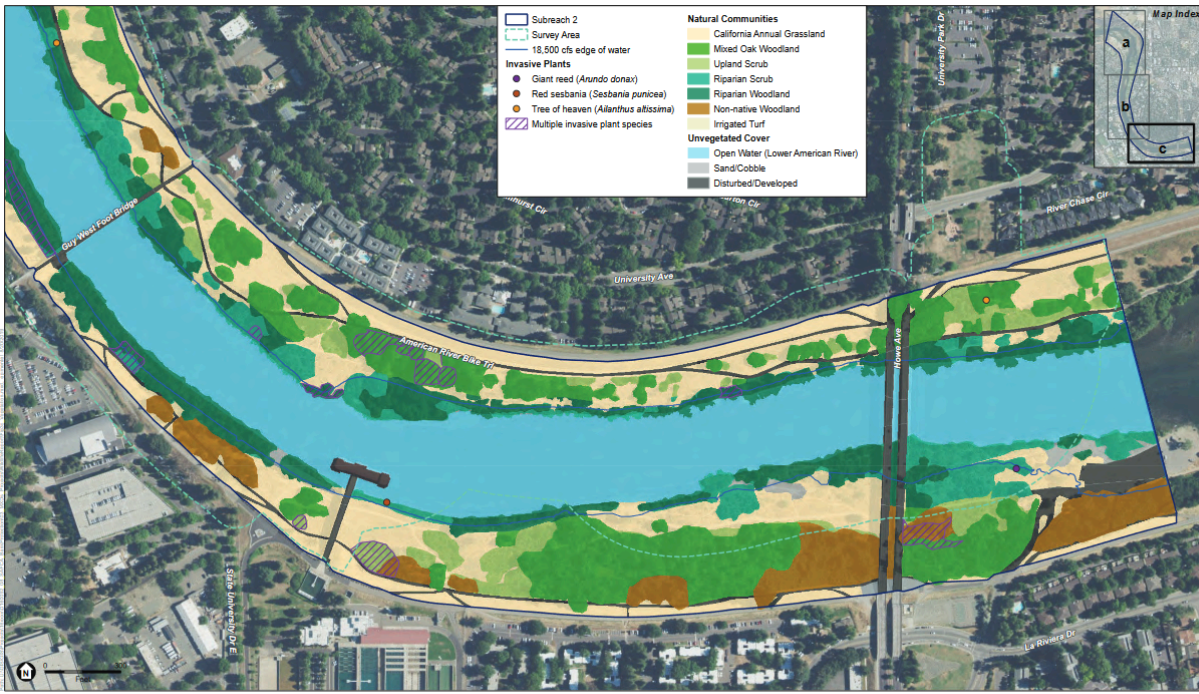 Subreach 2
Survey Area
18,500 cfs edge of water
Invasive Plants
Giant reed (Arundo donax)
Red sesbania (Sesbania punicea)
Tree of heaven (Ailanthus altissima)
Multiple invasive plant species
Natural Communities
California Annual Grassland
Mixed Oak Woodland
Upland Scrub
Riparian Scrub
Riparian Woodland
Non-native Woodland
Irrigated Turf
Unvegetated Cover
Open Water (Lower American River)
Sand/Cobble
Disturbed/Developed
Map Index
a
b
c
University Park Dr
River Chase Cir
University Ave
Guy West Foot Bridge
American River Bike Trl
Howe Ave
State University Dr E
La Riviera Dr
N
0
Feet